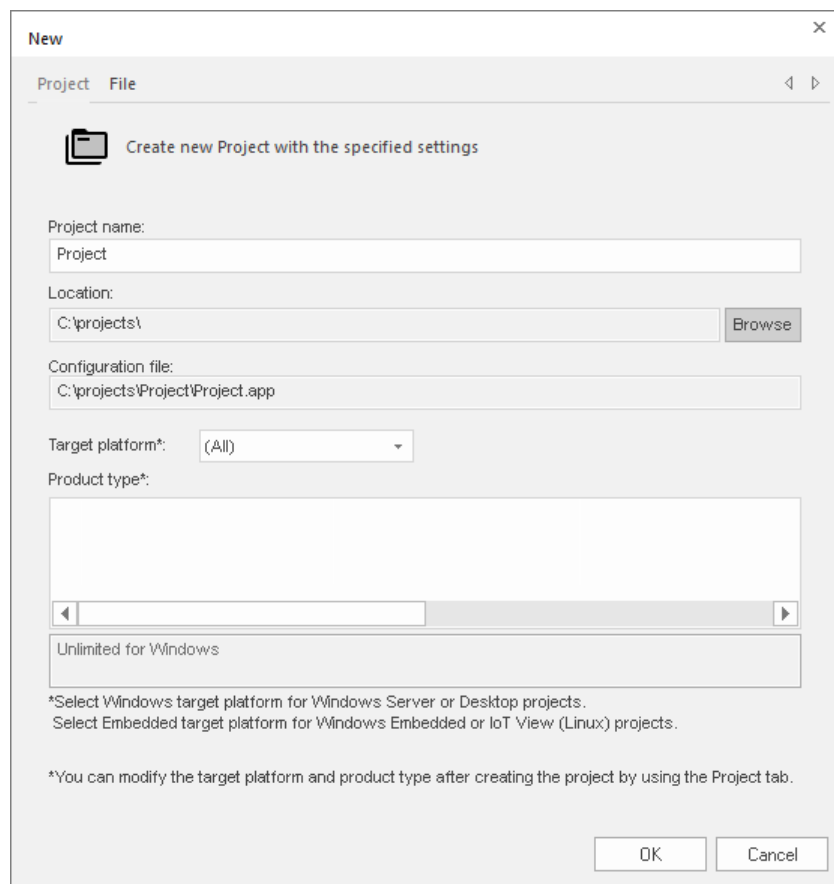 New
Project File
Create new Project with the specified settings
Project name:
Project
Location:
C:\projects\
Browse
Configuration file:
C:\projects\Project\Project.app
Target platform*: (All)
Product type*:
Unlimited for Windows
*Select Windows target platform for Windows Server or Desktop projects.
Select Embedded target platform for Windows Embedded or IoT View (Linux) projects.
*You can modify the target platform and product type after creating the project by using the Project tab.
OK Cancel